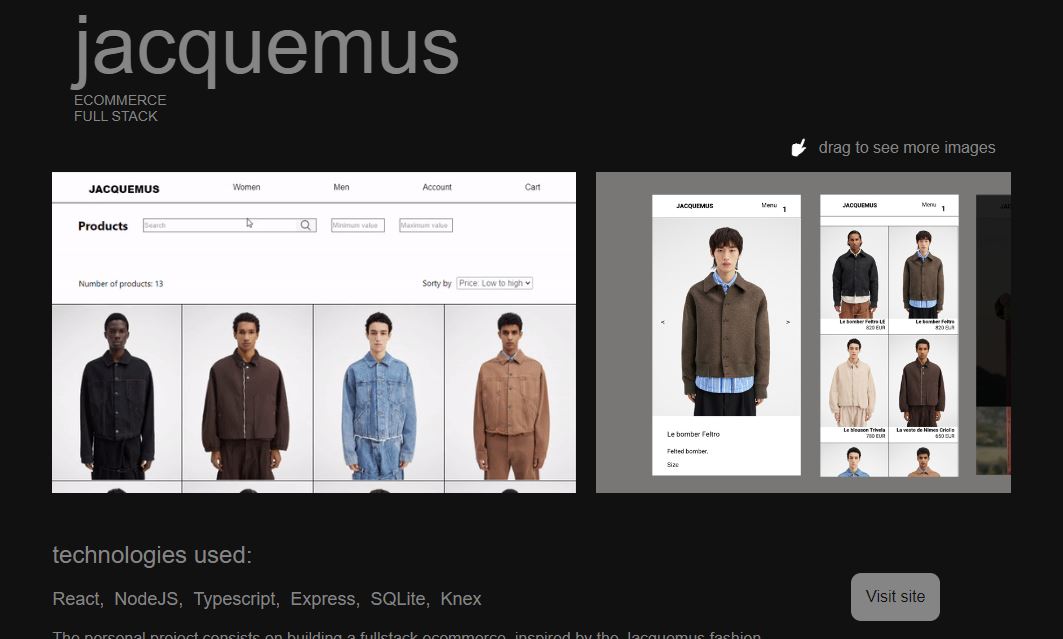 jacquemus
ECOMMERCE
FULL STACK
drag to see more images
JACQUEMUS Women Men Account Cart
Products Search Minimum value Maximum value
Number of products: 13 Sorty by Price: Low to high
JACQUEMUS Menu 1
< >
Le bomber Feltro
Felted bomber.
Size
JACQUEMUS Menu 1
Le bomber Feltro LE Le bomber Feltro
820 EUR 820 EUR
Le blouson Trivela La veste de Nîmes Criollo
780 EUR 650 EUR
technologies used:
React, NodeJS, Typescript, Express, SQLite, Knex
Visit site
The personal project consists on building a fullstack ecommerce, inspired by the Jacquemus fashion